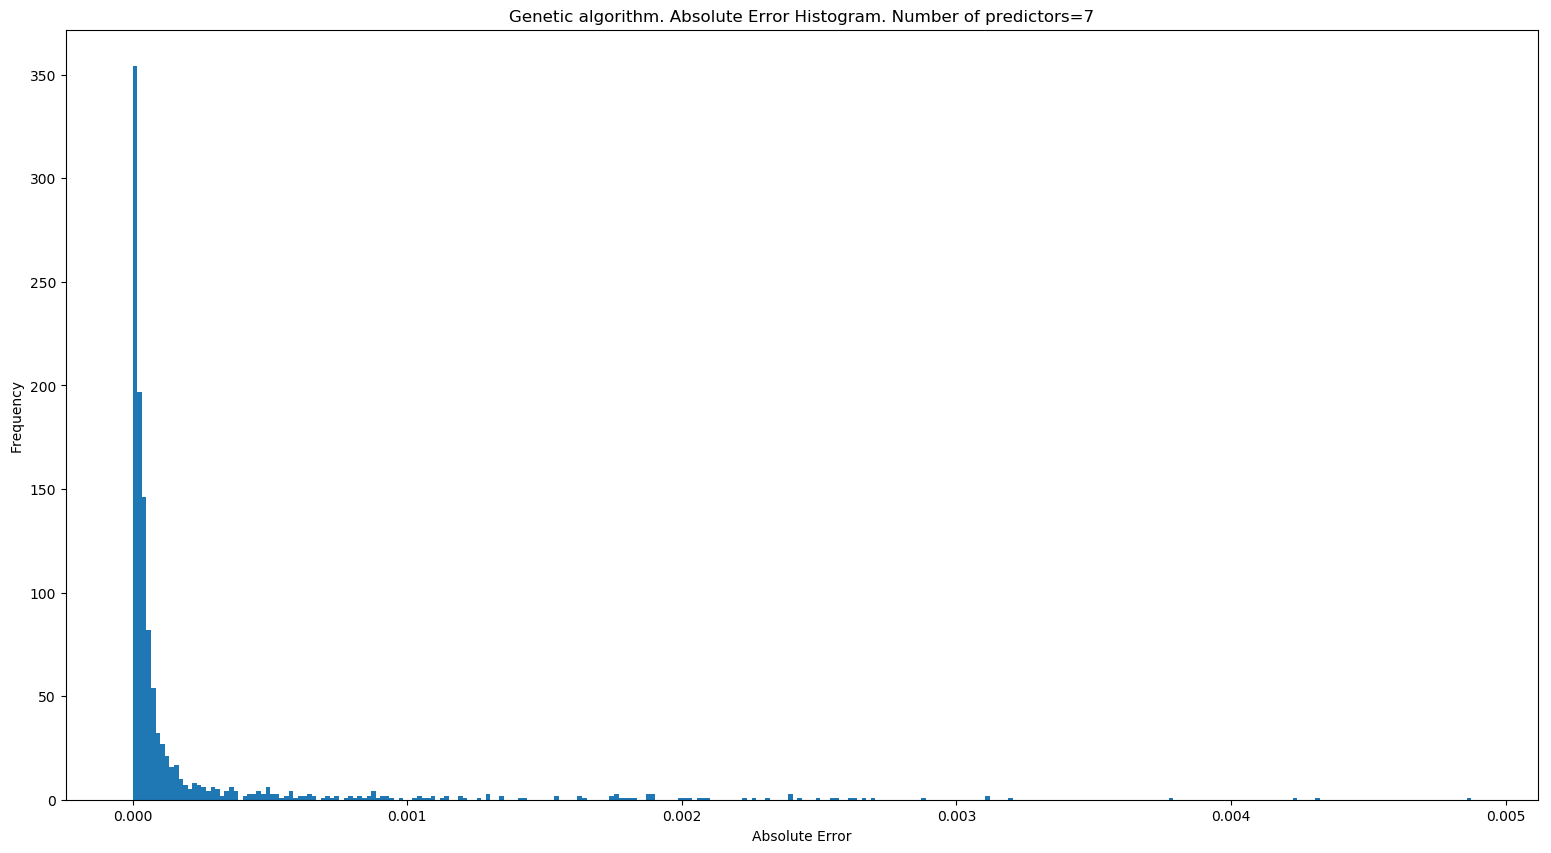 Genetic algorithm. Absolute Error Histogram. Number of predictors=7
350
300
250
200
150
100
50
0
Frequency
0.000 0.001 0.002 0.003 0.004 0.005
Absolute Error